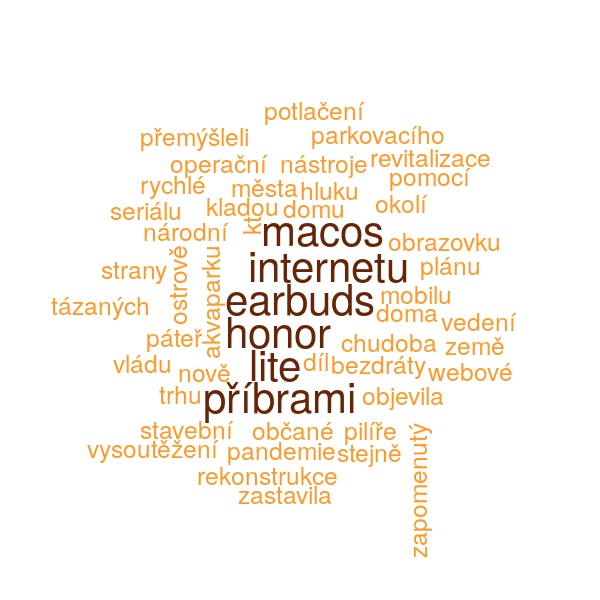 potlačení
přemýšleli
parkovacího
operační
nástroje
revitalizace
pomocí
rychlé
města
hluku
seriálu
kladou
domu
okolí
národní
kt
macos
obrazovku
strany
ostrově
akvaparku
internetu
plánu
tázaných
earbuds
mobilu
doma
vedení
páteř
honor
chudoba
země
vládu
nově
lite
díl
bezdráty
webové
trhu
příbrami
objevila
stavební
občané
pilíře
zapomenutý
vysoutěžení
pandemie
stejně
rekonstrukce
zastavila